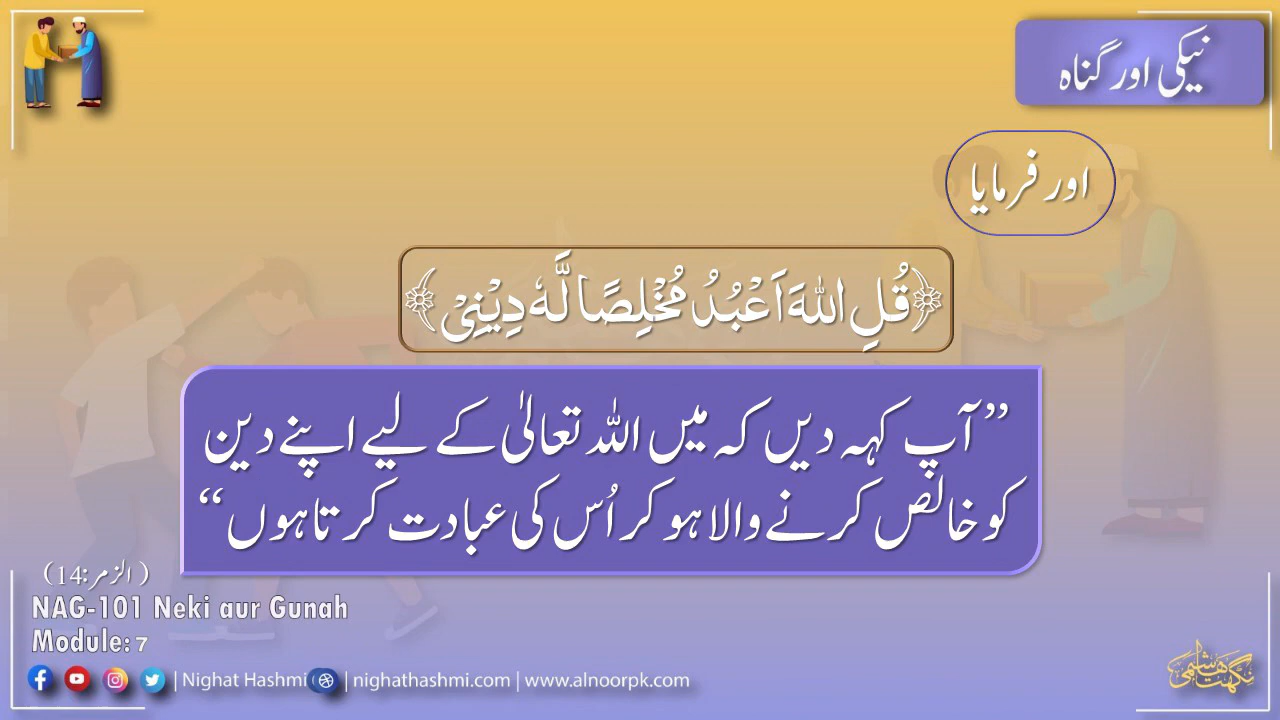 نیکی اور گناہ
اور فرمایا
﴿قُلِ اللّٰهَ اَعْبُدُ مُخْلِصًا لَّهٗ دِیْنِیْ﴾
”آپ کہہ دیں کہ میں اللہ تعالیٰ کے لیے اپنے دین
کو خالص کرنے والا ہو کر اُس کی عبادت کرتا ہوں“
(الزمر:14)
NAG-101 Neki aur Gunah
Module: 7
| Nighat Hashmi | nighathashmi.com | www.alnoorpk.com
نگہت ہاشمی